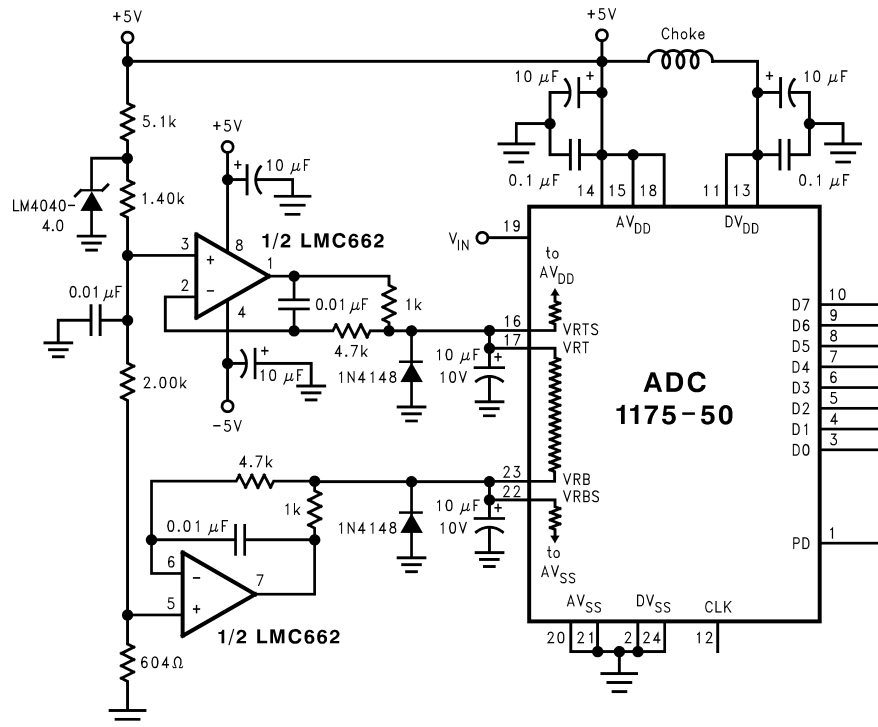 +5V
+5V
Choke
10 μF
+
+
10 μF
5.1k
+5V
0.1 μF
0.1 μF
+
10 μF
14
15
18
11
13
LM4040-
4.0
1.40k
AVDD
DVDD
1/2 LMC662
VIN
19
3
+
8
1
to
AVDD
2
−
4
0.01 μF
0.01 μF
1k
16
VRTS
17
VRT
4.7k
D7
10
D6
9
D5
8
D4
7
D3
6
D2
5
D1
4
D0
3
+
10 μF
1N4148
10 μF
10V
+
ADC
1175-50
2.00k
-5V
4.7k
23
VRB
22
VRBS
1k
0.01 μF
1N4148
10 μF
10V
+
to
AVSS
PD
1
6
−
7
5
+
1/2 LMC662
AVSS
DVSS
CLK
20
21
2
24
12
604Ω